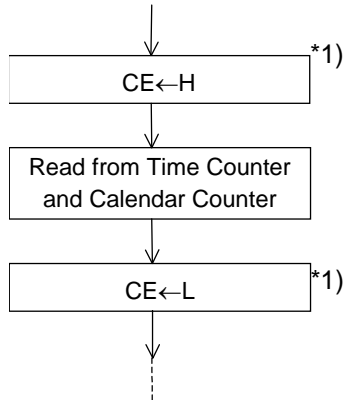 *1)
CE←H
Read from Time Counter
and Calendar Counter
*1)
CE←L